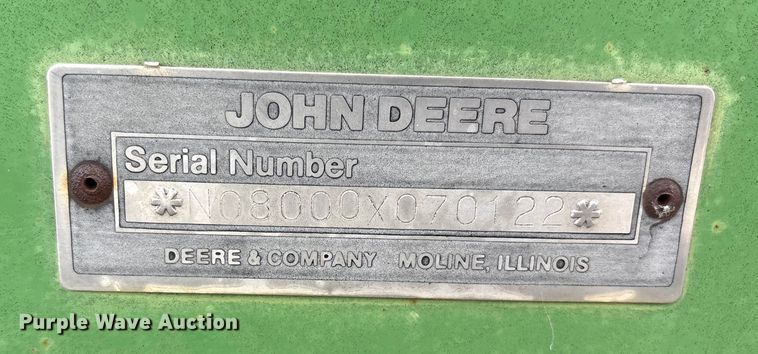 JOHN DEERE
Serial Number
*N08000X070122*
DEERE & COMPANY MOLINE, ILLINOIS
Purple Wave Auction